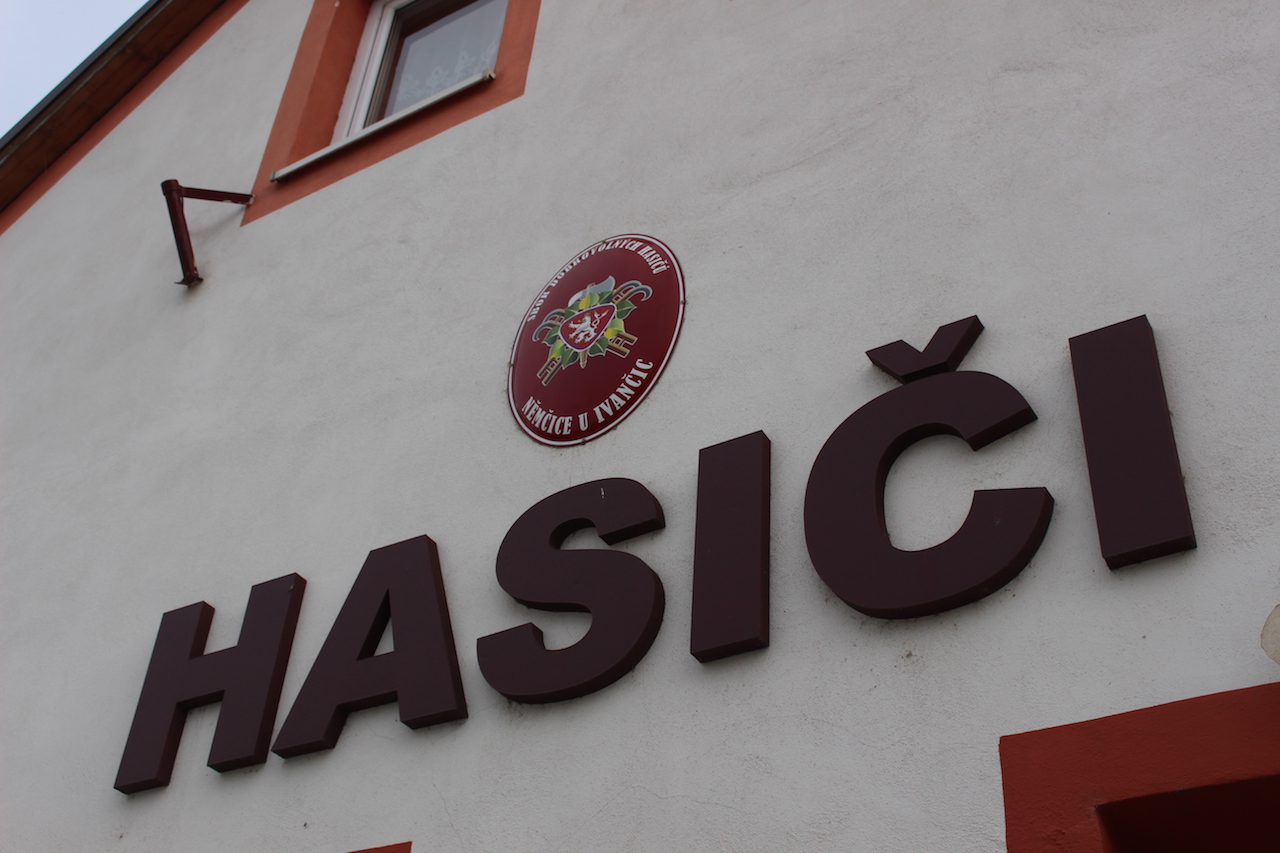 SBOR DOBROVOLNÝCH HASIČŮ
NĚMČICE U IVANČIC
HASIČI